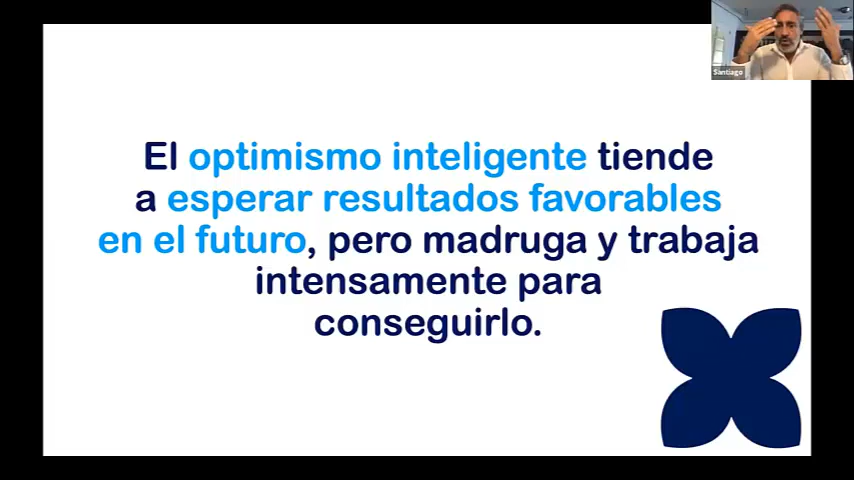 Santiago
El optimismo inteligente tiende
a esperar resultados favorables
en el futuro, pero madruga y trabaja
intensamente para
conseguirlo.